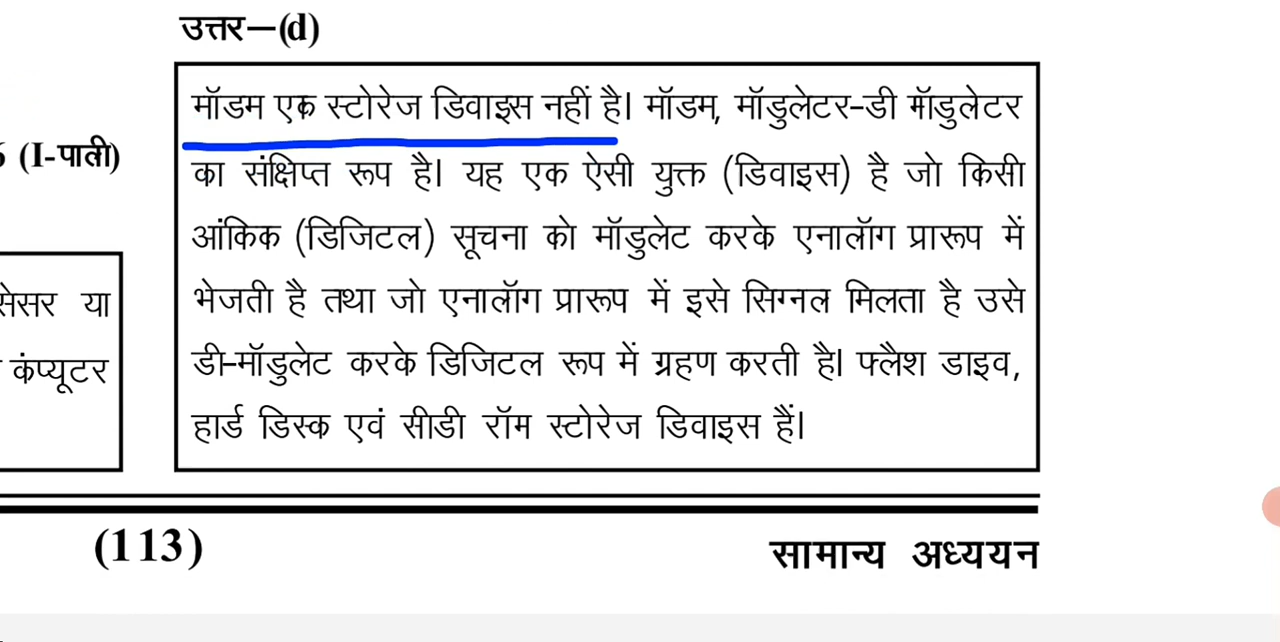 उत्तर—(d)
मॉडम एक स्टोरेज डिवाइस नहीं है। मॉडम, मॉडुलेटर-डी मॉडुलेटर
(I-पाली)
का संक्षिप्त रूप है। यह एक ऐसी युक्त (डिवाइस) है जो किसी
आंकिक (डिजिटल) सूचना को मॉडुलेट करके एनालॉग प्रारूप में
भेजती है तथा जो एनालॉग प्रारूप में इसे सिग्नल मिलता है उसे
सेसर या
डी-मॉडुलेट करके डिजिटल रूप में ग्रहण करती है। फ्लैश डाइव,
कंप्यूटर
हार्ड डिस्क एवं सीडी रॉम स्टोरेज डिवाइस हैं।
(113)
सामान्य अध्ययन